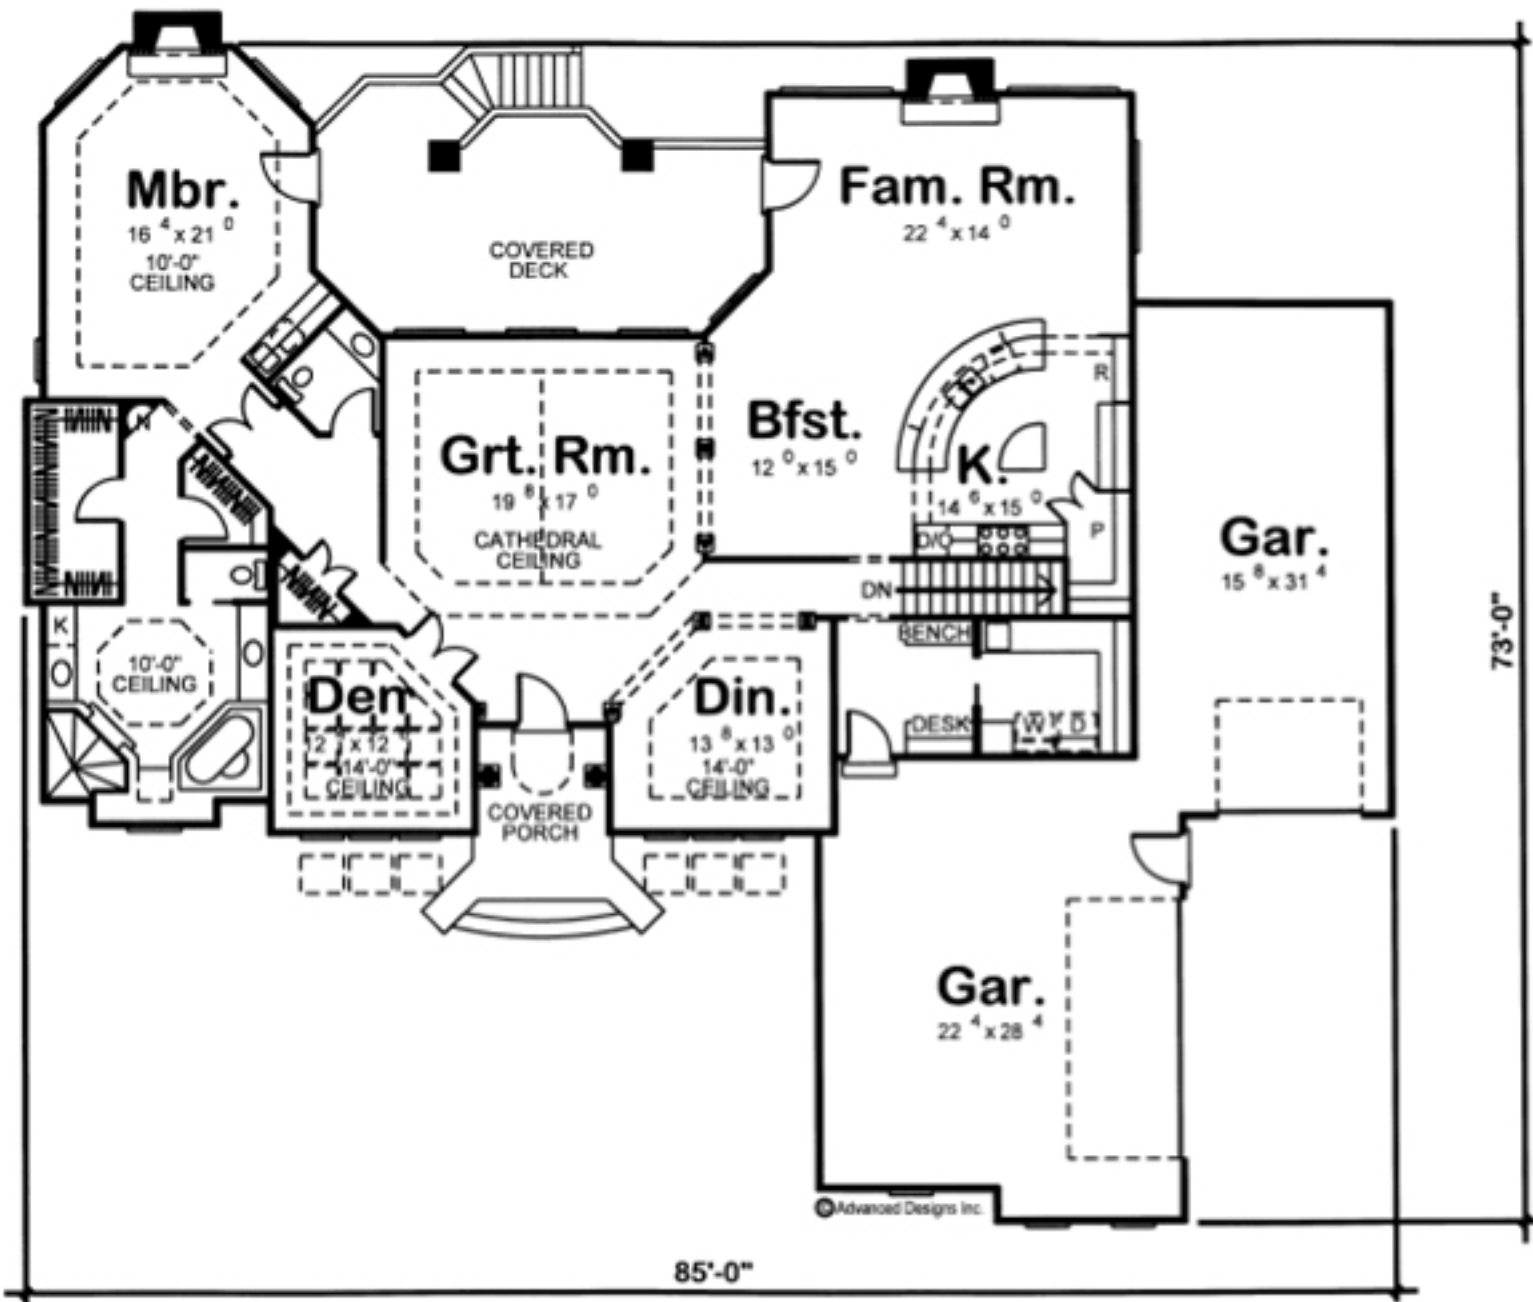 Mbr.
16 4 x 21 0
10'-0"
CEILING
COVERED
DECK
Fam. Rm.
22 4 x 14 0
R
Bfst.
12 0 x 15 0
K.
14 6 x 15 0
Grt. Rm.
19 8 x 17 0
CATHEDRAL
CEILING
D/O
P
DN
Gar.
15 8 x 31 4
K
10'-0"
CEILING
BENCH
DESK
W D
Den
x 12
14'-0"
CEILING
Din.
13 8 x 13 0
14'-0"
CEILING
COVERED
PORCH
73'-0"
Gar.
22 4 x 28 4
©Advanced Designs Inc.
85'-0"